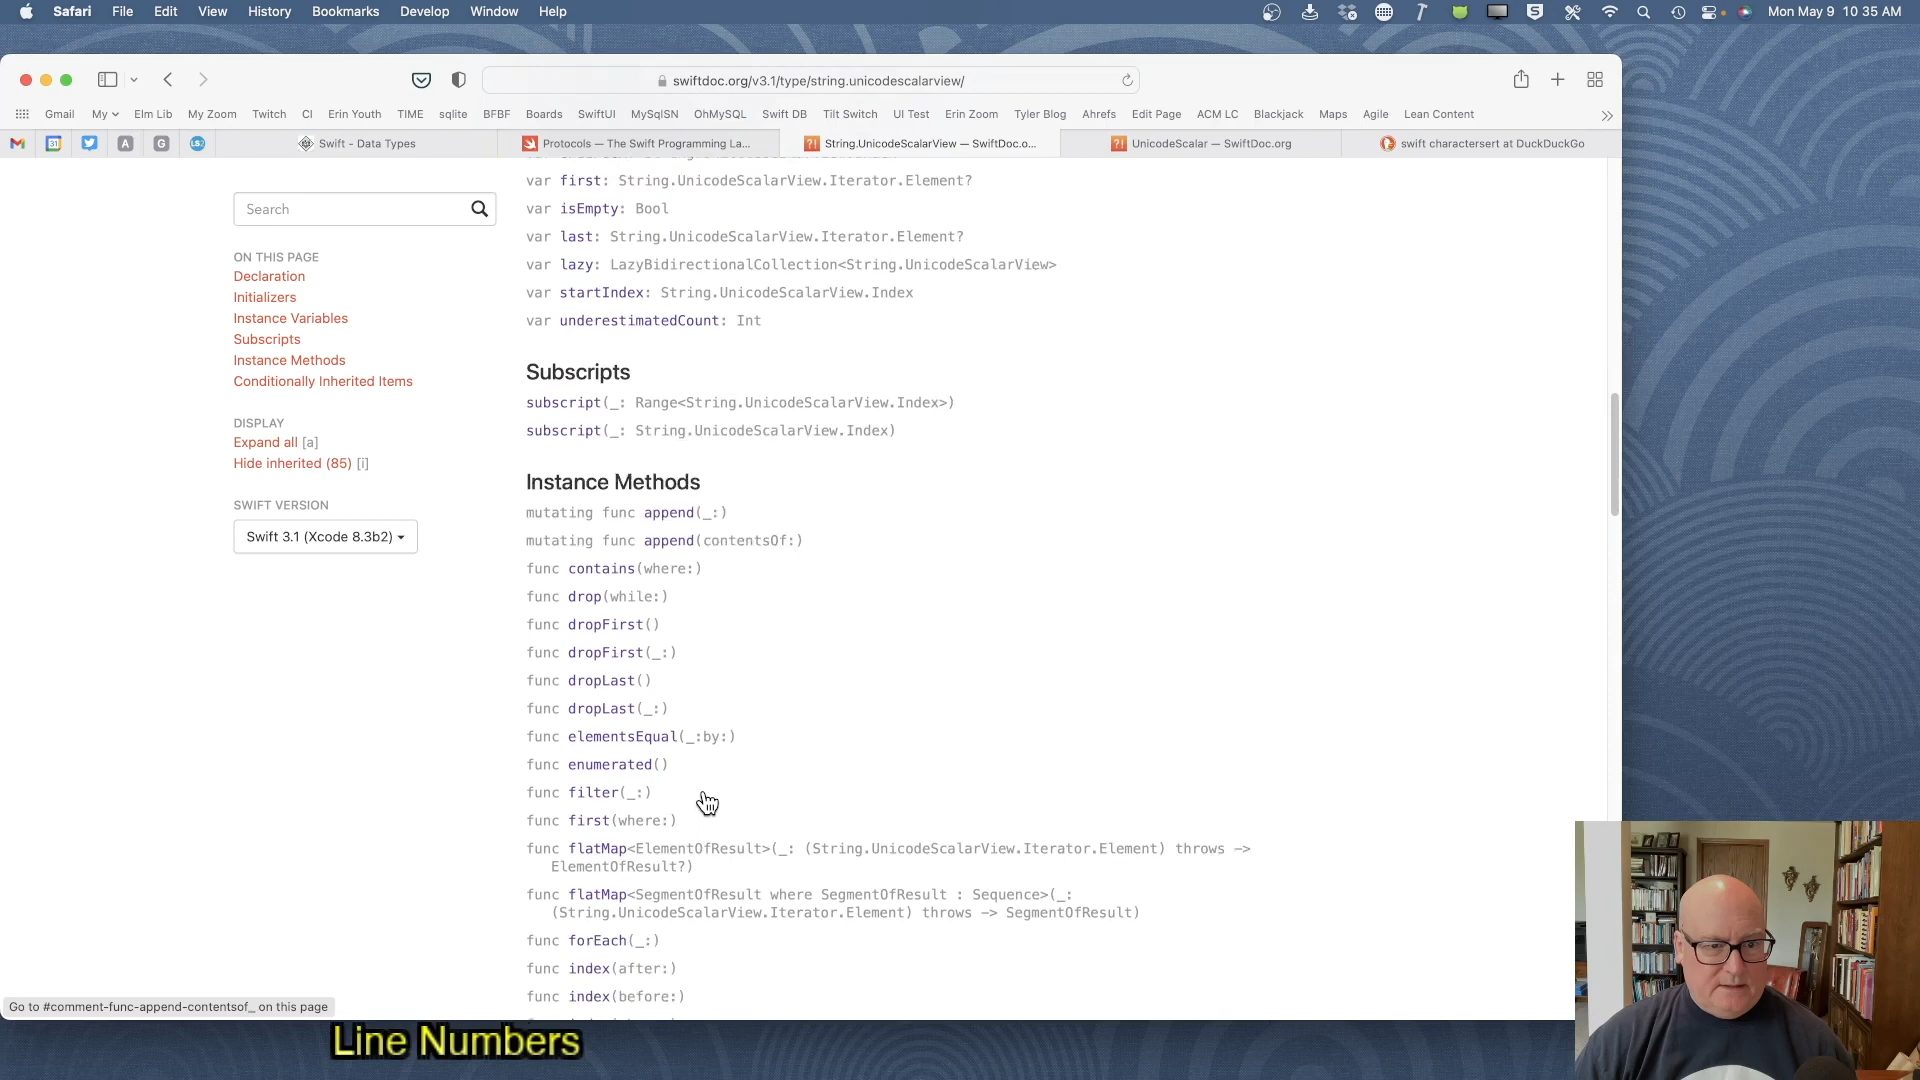 Safari File Edit View History Bookmarks Develop Window Help
Mon May 9 10:35 AM
swiftdoc.org/v3.1/type/string.unicodescalarview/
Gmail My Elm Lib My Zoom Twitch CI Erin Youth TIME sqlite BFBF Boards SwiftUI MySqlSN OhMySQL Swift DB Tilt Switch UI Test Erin Zoom Tyler Blog Ahrefs Edit Page ACM LC Blackjack Maps Agile Lean Content
Swift - Data Types
Protocols — The Swift Programming La...
String.UnicodeScalarView — SwiftDoc.o...
UnicodeScalar — SwiftDoc.org
swift charactersert at DuckDuckGo
Search
ON THIS PAGE
Declaration
Initializers
Instance Variables
Subscripts
Instance Methods
Conditionally Inherited Items
DISPLAY
Expand all [a]
Hide inherited (85) [i]
SWIFT VERSION
Swift 3.1 (Xcode 8.3b2)
var first: String.UnicodeScalarView.Iterator.Element?
var isEmpty: Bool
var last: String.UnicodeScalarView.Iterator.Element?
var lazy: LazyBidirectionalCollection<String.UnicodeScalarView>
var startIndex: String.UnicodeScalarView.Index
var underestimatedCount: Int
Subscripts
subscript(_: Range<String.UnicodeScalarView.Index>)
subscript(_: String.UnicodeScalarView.Index)
Instance Methods
mutating func append(_:)
mutating func append(contentsOf:)
func contains(where:)
func drop(while:)
func dropFirst()
func dropFirst(_:)
func dropLast()
func dropLast(_:)
func elementsEqual(_:by:)
func enumerated()
func filter(_:)
func first(where:)
func flatMap<ElementOfResult>(_: (String.UnicodeScalarView.Iterator.Element) throws ->
ElementOfResult?)
func flatMap<SegmentOfResult where SegmentOfResult : Sequence>(_:
(String.UnicodeScalarView.Iterator.Element) throws -> SegmentOfResult)
func forEach(_:)
func index(after:)
func index(before:)
Go to #comment-func-append-contentsof_ on this page
Line Numbers